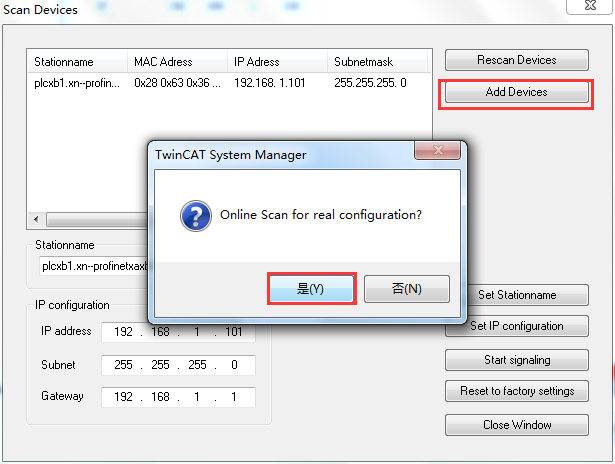 Scan Devices
Stationname MAC Adress IP Adress Subnetmask
plcxb1.xn--profin... 0x28 0x63 0x36 ... 192.168. 1.101 255.255.255. 0
Rescan Devices
Add Devices
TwinCAT System Manager
Online Scan for real configuration?
是(Y)
否(N)
Stationname
plcxb1.xn--profinetxaxb
IP configuration
IP address 192 . 168 . 1 . 101
Subnet 255 . 255 . 255 . 0
Gateway 192 . 168 . 1 . 1
Set Stationname
Set IP configuration
Start signaling
Reset to factory settings
Close Window